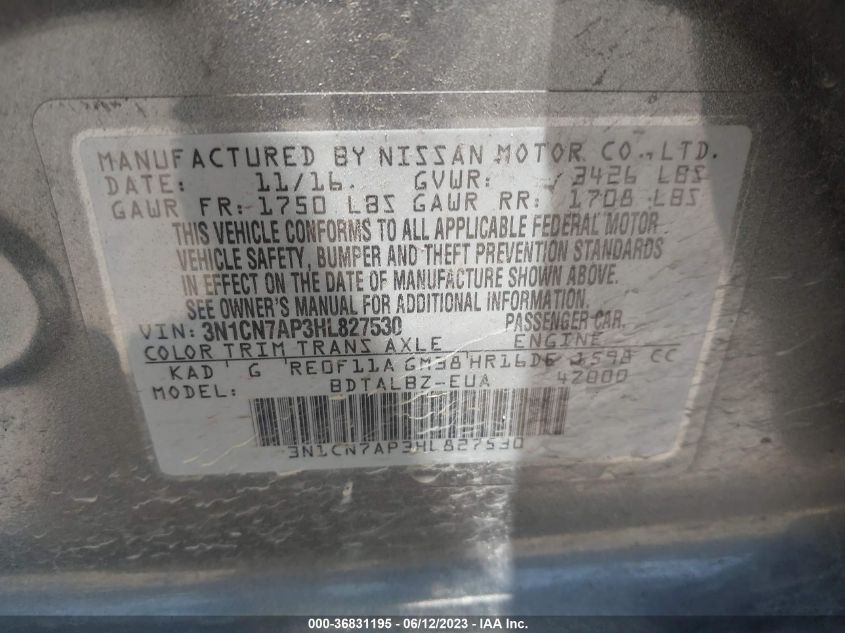 MANUFACTURED BY NISSAN MOTOR CO., LTD.
DATE: 11/16. GVWR: 3426 LBS
GAWR FR: 1750 LBS GAWR RR: 1708 LBS
THIS VEHICLE CONFORMS TO ALL APPLICABLE FEDERAL MOTOR
VEHICLE SAFETY, BUMPER AND THEFT PREVENTION STANDARDS
IN EFFECT ON THE DATE OF MANUFACTURE SHOWN ABOVE.
SEE OWNER'S MANUAL FOR ADDITIONAL INFORMATION.
VIN: 3N1CN7AP3HL827530 PASSENGER CAR.
COLOR TRIM TRANS AXLE ENGINE
KAD G RE0F11A GM38 HR16DE 1598 CC
MODEL: BDTALBZ-EUA 42000
3N1CN7AP3HL827530
000-36831195 - 06/12/2023 - IAA Inc.